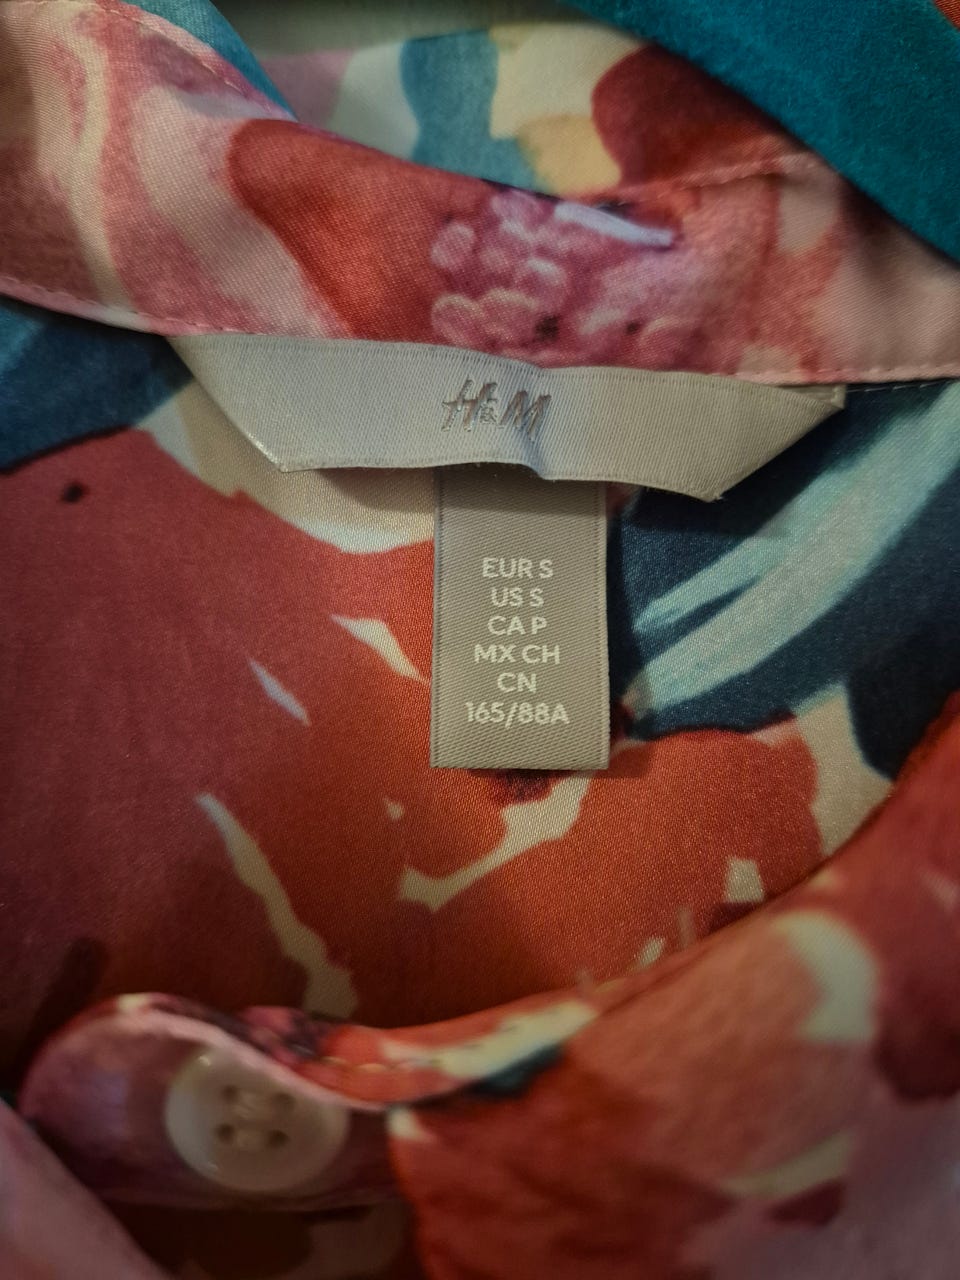 H&M
EUR S
US S
CA P
MX CH
CN
165/88A